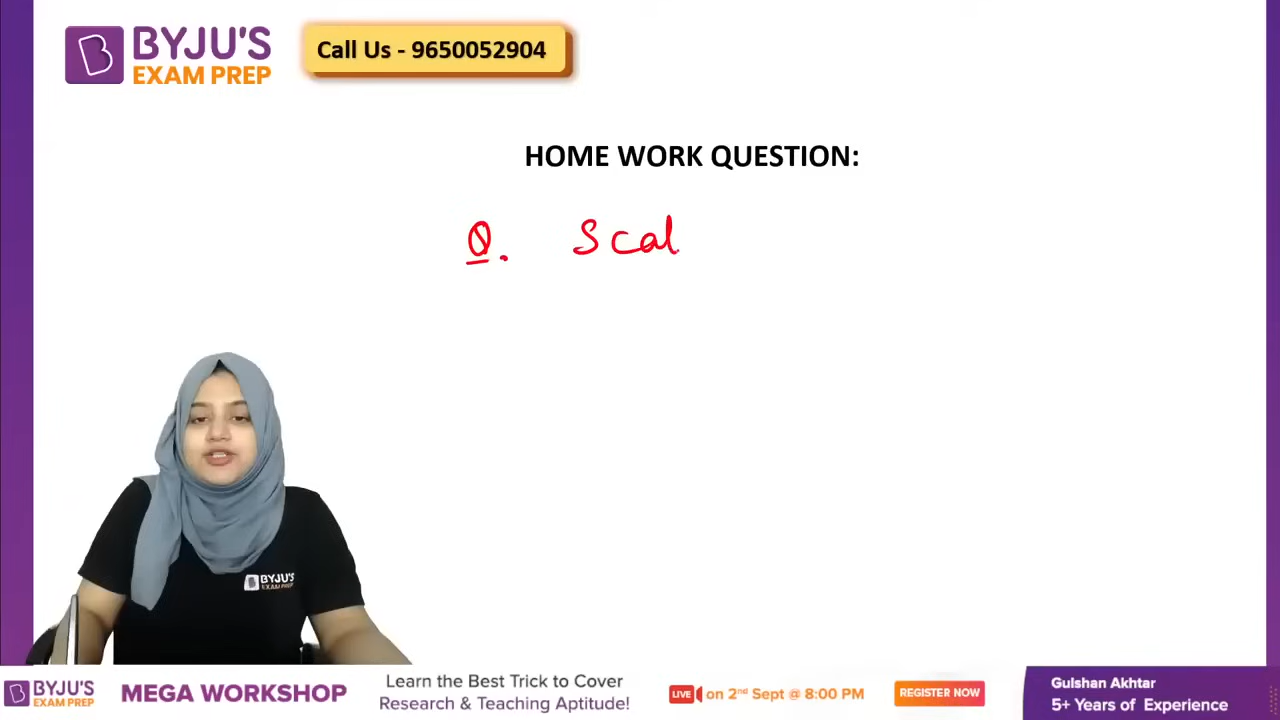 BYJU'S
EXAM PREP
Call Us - 9650052904
HOME WORK QUESTION:
Q. Scal
BYJU'S
EXAM PREP
BYJU'S
EXAM PREP
MEGA WORKSHOP
Learn the Best Trick to Cover
Research & Teaching Aptitude!
LIVE on 2nd Sept @ 8:00 PM
REGISTER NOW
Gulshan Akhtar
5+ Years of Experience